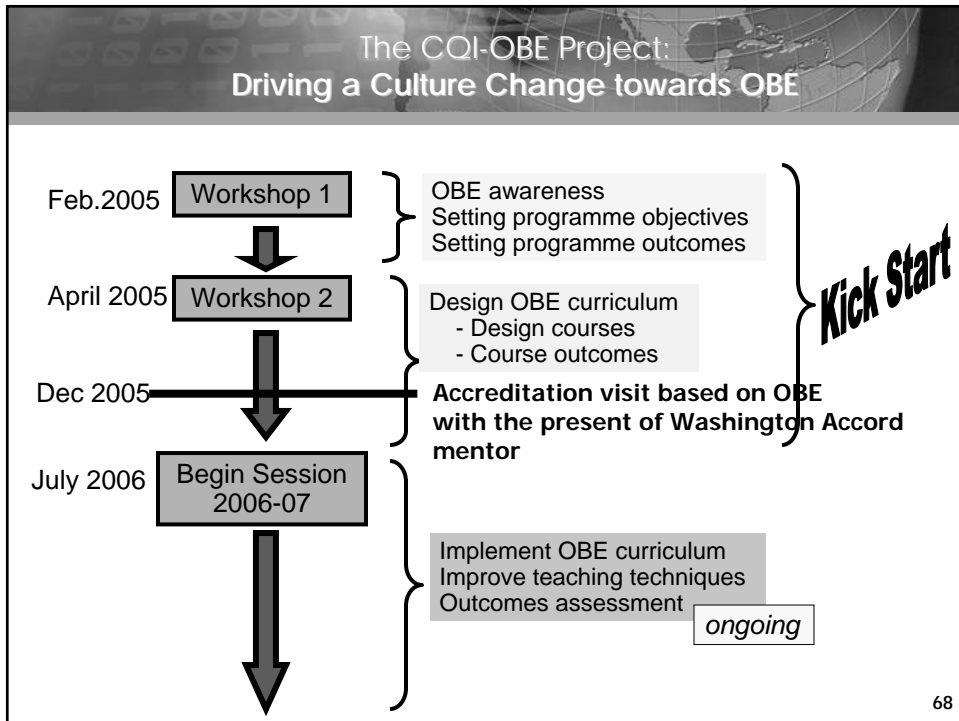 The CQI-OBE Project:
Driving a Culture Change towards OBE
Feb.2005
Workshop 1
OBE awareness
Setting programme objectives
Setting programme outcomes
April 2005
Workshop 2
Design OBE curriculum
- Design courses
- Course outcomes
Kick Start
Dec 2005
Accreditation visit based on OBE
with the present of Washington Accord
mentor
July 2006
Begin Session
2006-07
Implement OBE curriculum
Improve teaching techniques
Outcomes assessment
ongoing
68